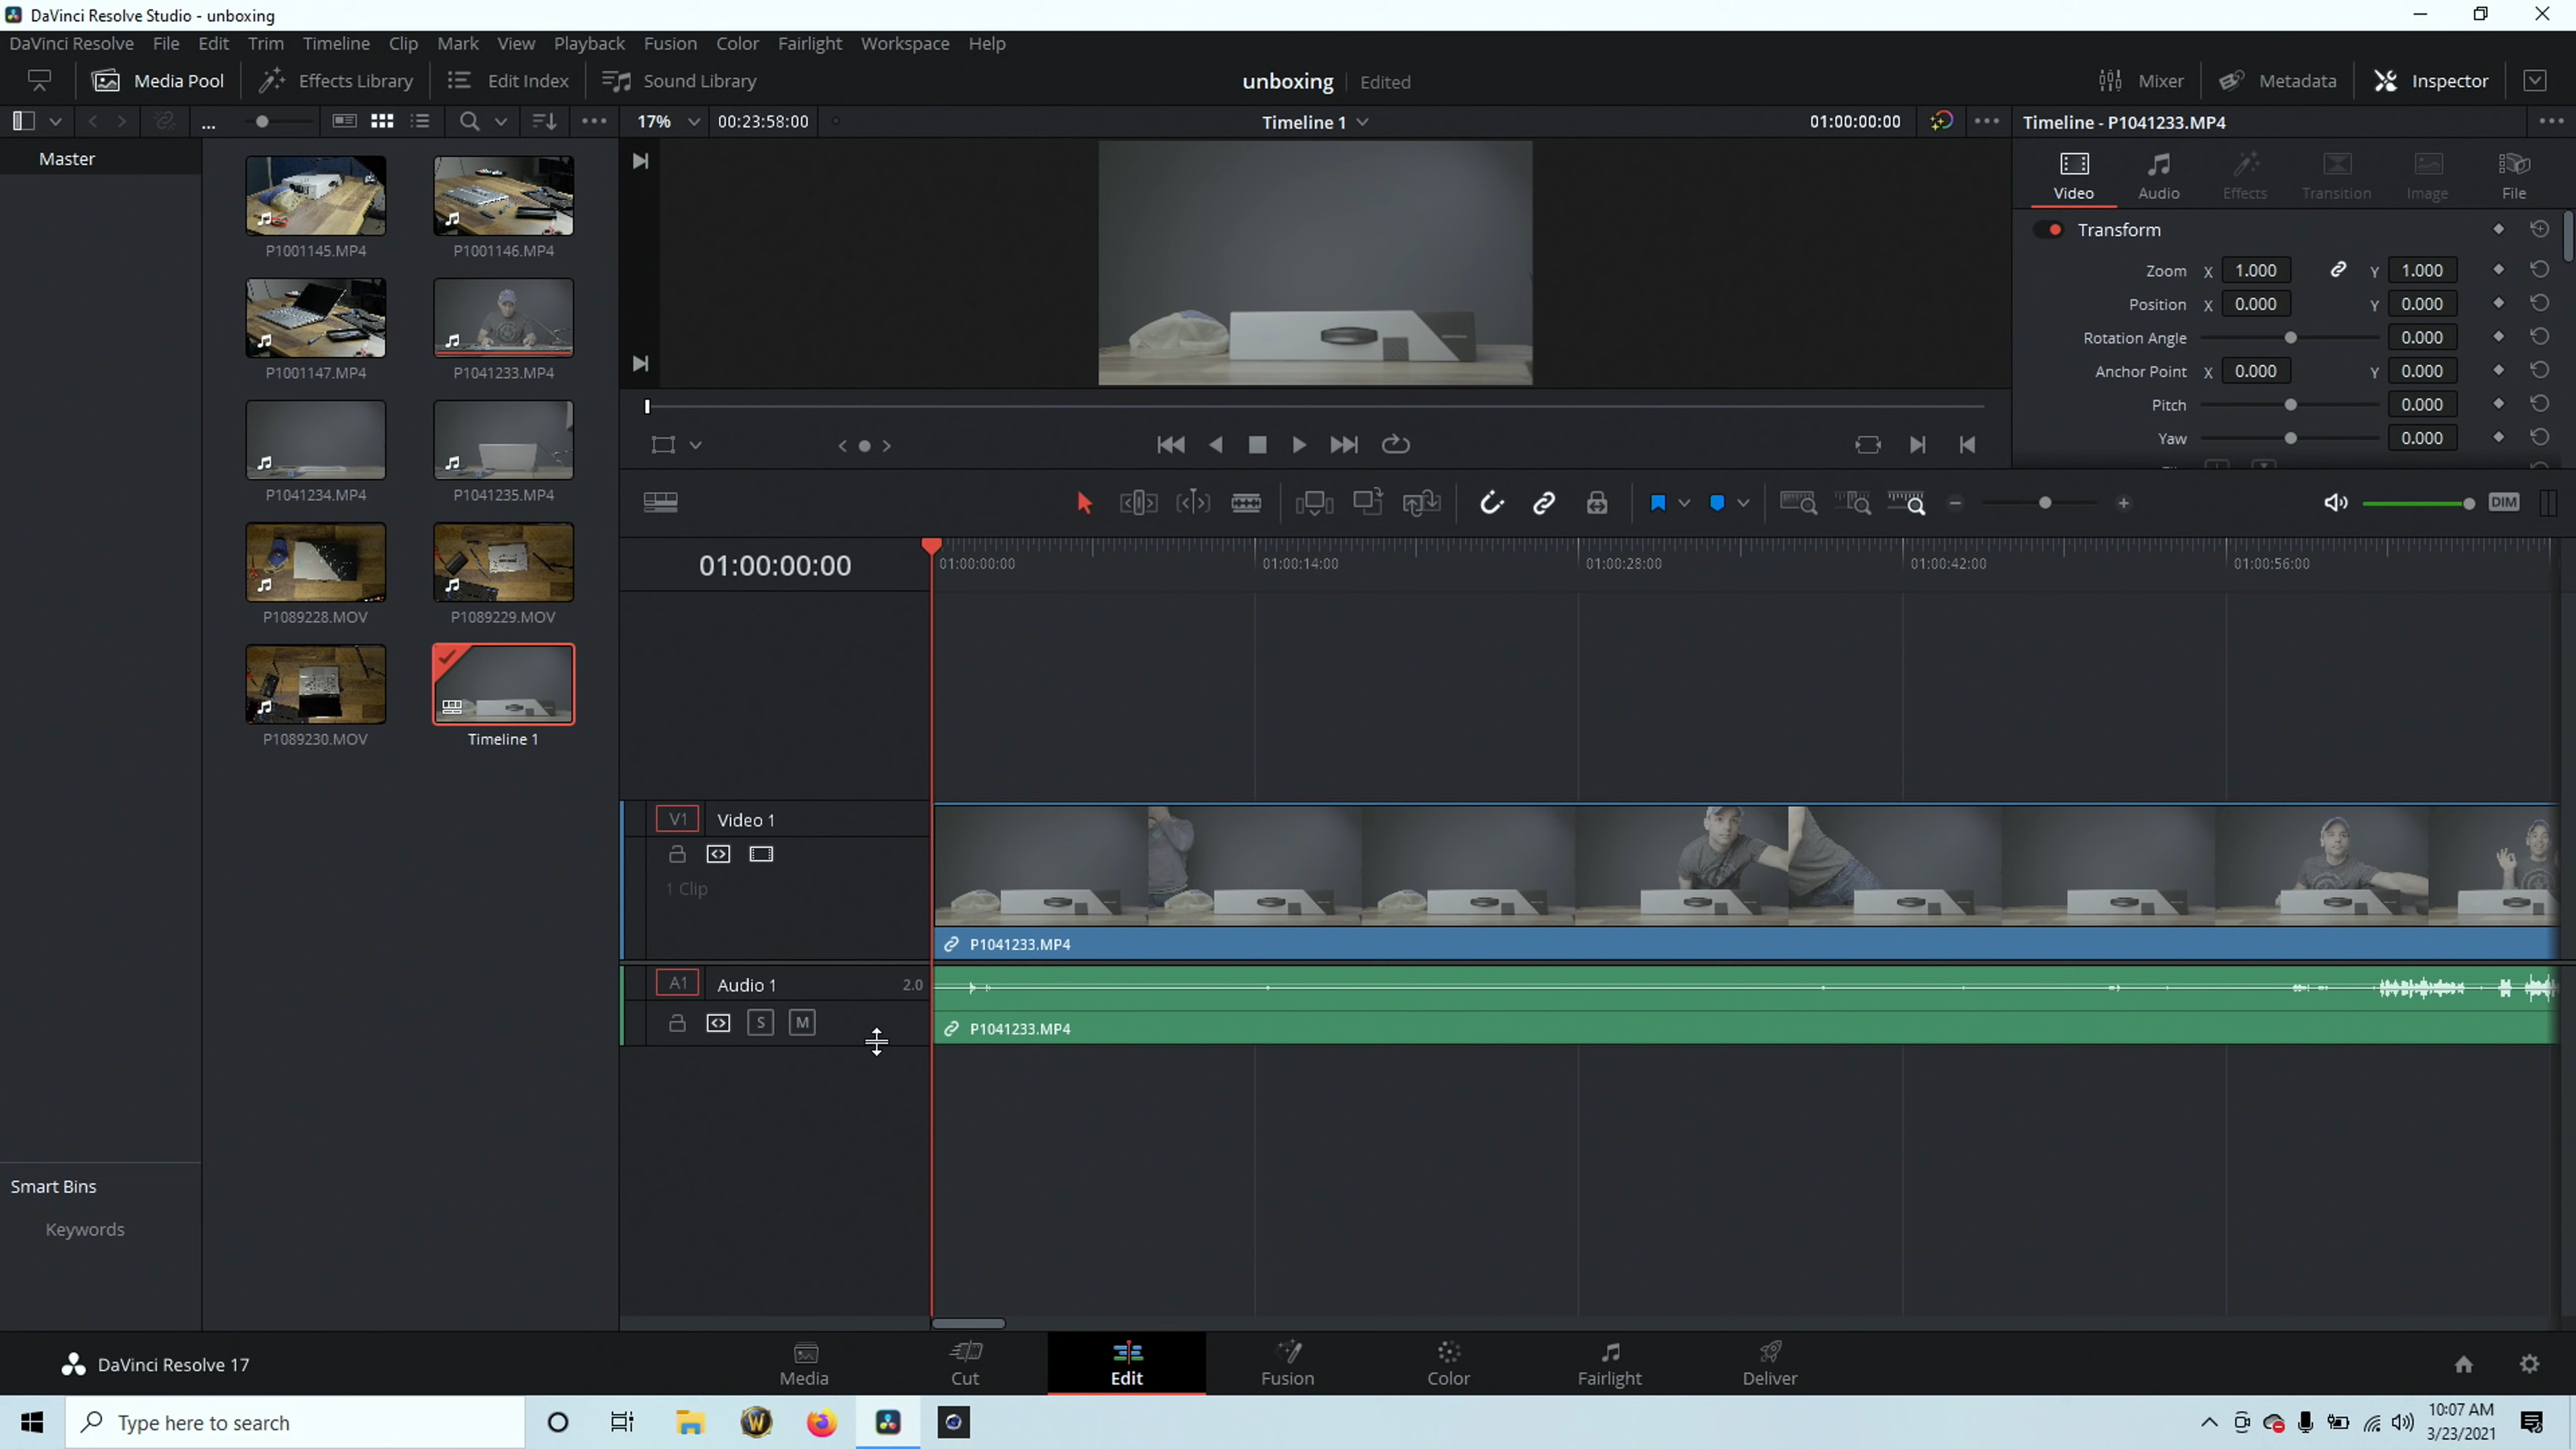 DaVinci Resolve Studio - unboxing
DaVinci Resolve File Edit Trim Timeline Clip Mark View Playback Fusion Color Fairlight Workspace Help
Media Pool Effects Library Edit Index Sound Library unboxing Edited Mixer Metadata Inspector
... 17% 00:23:58:00 Timeline 1 01:00:00:00 Timeline - P1041233.MP4
Master
Video Audio Effects Transition Image File
P1001145.MP4 P1001146.MP4
Transform
Zoom X 1.000 Y 1.000
Position X 0.000 Y 0.000
Rotation Angle 0.000
P1001147.MP4 P1041233.MP4
Anchor Point X 0.000 Y 0.000
Pitch 0.000
Yaw 0.000
P1041234.MP4 P1041235.MP4
DIM
01:00:00:00 01:00:00:00 01:00:14:00 01:00:28:00 01:00:42:00 01:00:56:00
P1089228.MOV P1089229.MOV
P1089230.MOV Timeline 1
V1 Video 1
1 Clip
P1041233.MP4
A1 Audio 1 2.0
S M
P1041233.MP4
Smart Bins
Keywords
DaVinci Resolve 17
Media Cut Edit Fusion Color Fairlight Deliver
Type here to search
W
10:07 AM
3/23/2021